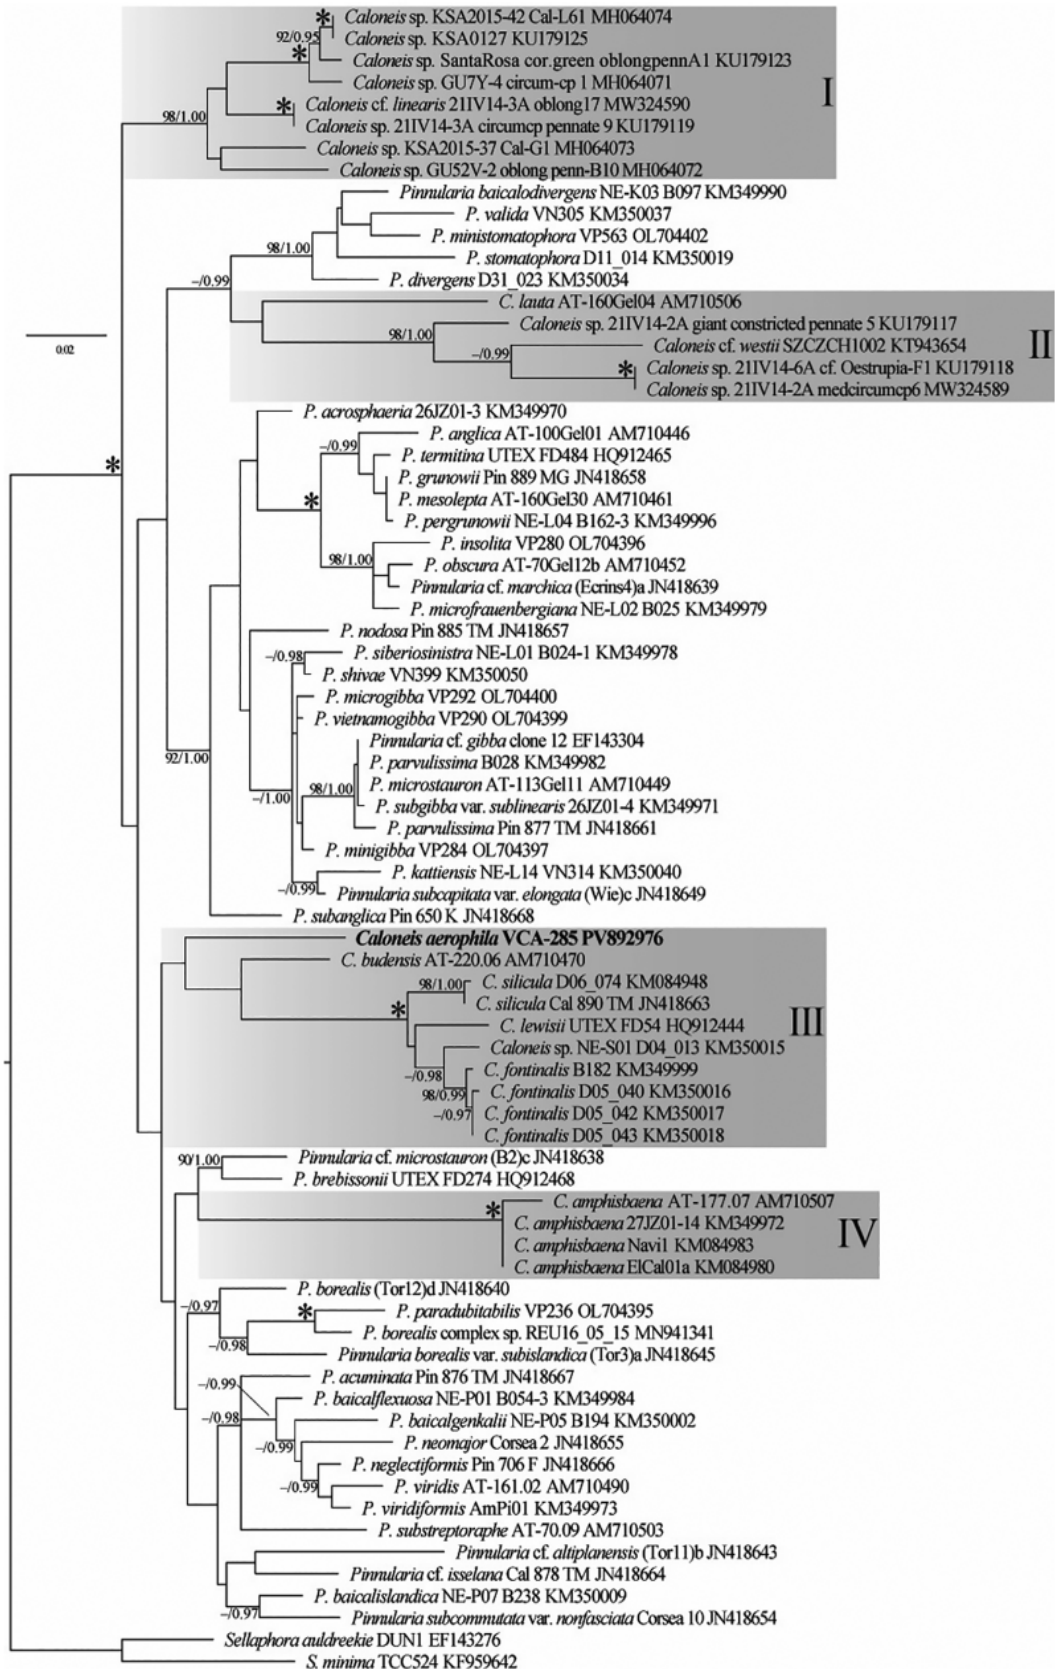 * Caloneis sp. KSA2015-42 Cal-L61 MH064074
92/0.95 Caloneis sp. KSA0127 KU179125
* Caloneis sp. SantaRosa cor.green oblongpennA1 KU179123
Caloneis sp. GU7Y-4 circum-cp 1 MH064071
I
* Caloneis cf. linearis 21IV14-3A oblong17 MW324590
98/1.00 Caloneis sp. 21IV14-3A circumcp pennate 9 KU179119
Caloneis sp. KSA2015-37 Cal-G1 MH064073
Caloneis sp. GU52V-2 oblong penn-B10 MH064072
Pinnularia baicalodivergens NE-K03 B097 KM349990
P. valida VN305 KM350037
P. ministomatophora VP563 OL704402
98/1.00 P. stomatophora D11_014 KM350019
–/0.99 P. divergens D31_023 KM350034
C. lauta AT-160Gel04 AM710506
Caloneis sp. 21IV14-2A giant constricted pennate 5 KU179117
98/1.00 Caloneis cf. westii SZCZCH1002 KT943654
II
0.02
–/0.99 * Caloneis sp. 21IV14-6A cf. Oestrupia-F1 KU179118
Caloneis sp. 21IV14-2A medcircumcp6 MW324589
P. acrosphaeria 26JZ01-3 KM349970
P. anglica AT-100Gel01 AM710446
–/0.99 P. termitina UTEX FD484 HQ912465
* P. grunowii Pin 889 MG JN418658
* P. mesolepta AT-160Gel30 AM710461
P. pergrunowii NE-L04 B162-3 KM349996
P. insolita VP280 OL704396
98/1.00 P. obscura AT-70Gel12b AM710452
Pinnularia cf. marchica (Ecrins4)a JN418639
P. microfrauenbergiana NE-L02 B025 KM349979
P. nodosa Pin 885 TM JN418657
–/0.98 P. siberiosinistra NE-L01 B024-1 KM349978
P. shivae VN399 KM350050
P. microgibba VP292 OL704400
P. vietnamogibba VP290 OL704399
Pinnularia cf. gibba clone 12 EF143304
92/1.00 P. parvulissima B028 KM349982
98/1.00 P. microstauron AT-113Gel11 AM710449
–/1.00 P. subgibba var. sublinearis 26JZ01-4 KM349971
P. parvulissima Pin 877 TM JN418661
P. minigibba VP284 OL704397
P. kattiensis NE-L14 VN314 KM350040
–/0.99 Pinnularia subcapitata var. elongata (Wie)c JN418649
P. subanglica Pin 650 K JN418668
Caloneis aerophila VCA-285 PV892976
C. budensis AT-220.06 AM710470
98/1.00 C. silicula D06_074 KM084948
* C. silicula Cal 890 TM JN418663
C. lewisii UTEX FD54 HQ912444
III
Caloneis sp. NE-S01 D04_013 KM350015
–/0.98 C. fontinalis B182 KM349999
98/0.99 C. fontinalis D05_040 KM350016
–/0.97 C. fontinalis D05_042 KM350017
C. fontinalis D05_043 KM350018
90/1.00 Pinnularia cf. microstauron (B2)c JN418638
P. brebissonii UTEX FD274 HQ912468
* C. amphisbaena AT-177.07 AM710507
C. amphisbaena 27JZ01-14 KM349972
IV
C. amphisbaena Navi1 KM084983
C. amphisbaena ElCal01a KM084980
P. borealis (Tor12)d JN418640
–/0.97 * P. paradubitabilis VP236 OL704395
P. borealis complex sp. REU16_05_15 MN941341
–/0.98 Pinnularia borealis var. subislandica (Tor3)a JN418645
P. acuminata Pin 876 TM JN418667
–/0.99 P. baicalflexuosa NE-P01 B054-3 KM349984
–/0.98 P. baicalgenkalii NE-P05 B194 KM350002
–/0.99 P. neomajor Corsea 2 JN418655
P. neglectiformis Pin 706 F JN418666
–/0.99 P. viridis AT-161.02 AM710490
P. viridiformis AmPi01 KM349973
P. substreptoraphe AT-70.09 AM710503
Pinnularia cf. altiplanensis (Tor11)b JN418643
Pinnularia cf. isselana Cal 878 TM JN418664
P. baicalislandica NE-P07 B238 KM350009
–/0.97 Pinnularia subcommutata var. nonfasciata Corsea 10 JN418654
Sellaphora auldreekie DUN1 EF143276
S. minima TCC524 KF959642